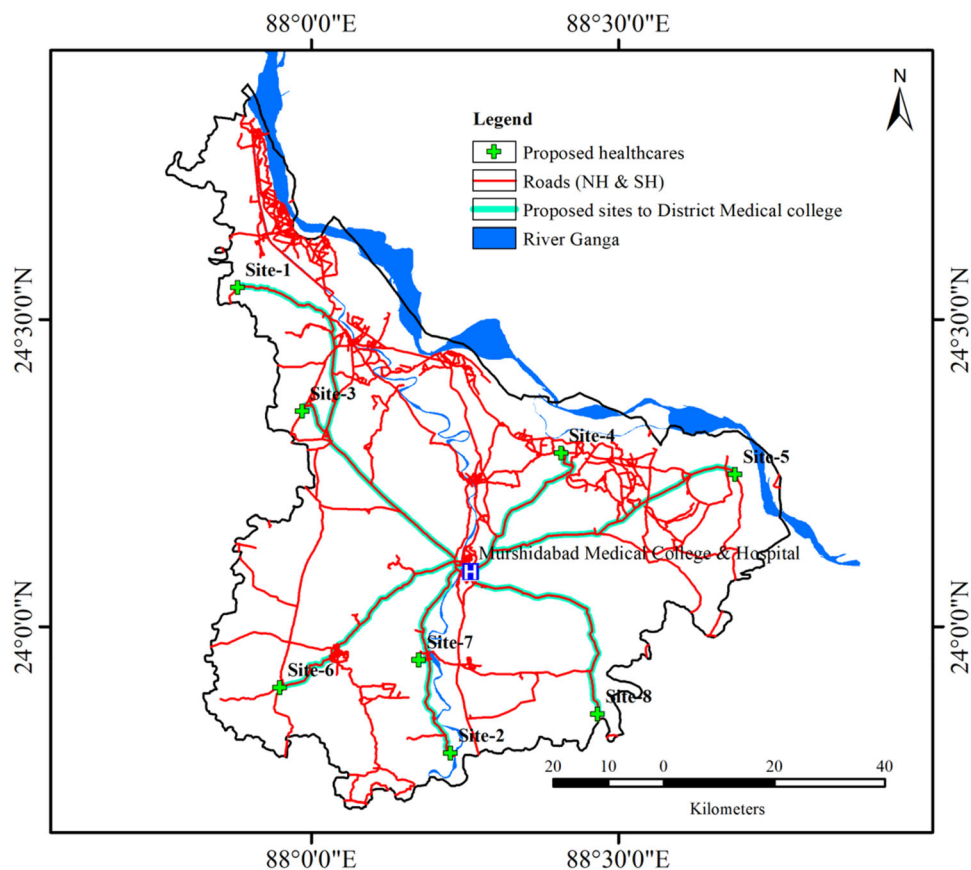 88°0'0"E
88°30'0"E
N
Legend
Proposed healthcares
Roads (NH & SH)
Proposed sites to District Medical college
River Ganga
Site-1
24°30'0"N
24°30'0"N
Site-3
Site-4
Site-5
Murshidabad Medical College & Hospital
H
24°0'0"N
24°0'0"N
Site-7
Site-6
Site-8
Site-2
20 10 0 20 40
Kilometers
88°0'0"E
88°30'0"E